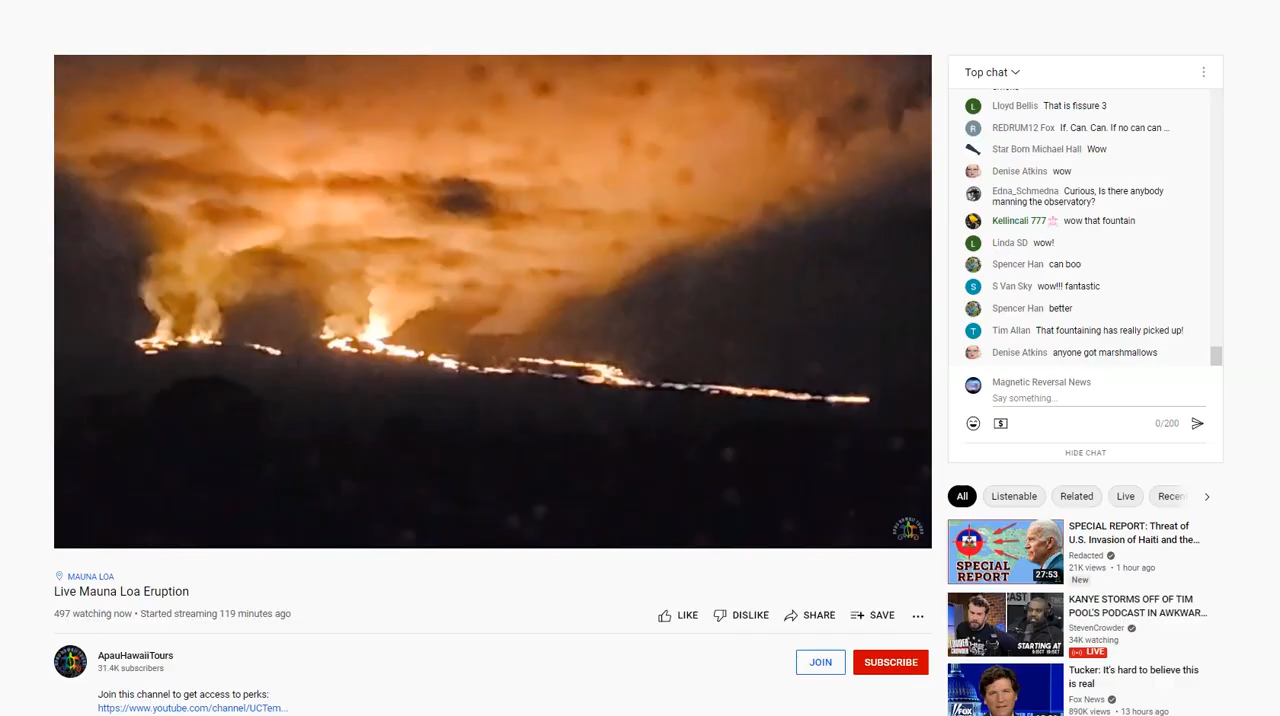 Top chat
Lloyd Bellis That is fissure 3
REDRUM12 Fox If. Can. Can. If no can can ...
Star Born Michael Hall Wow
Denise Atkins wow
Edna_Schmedna Curious, Is there anybody
manning the observatory?
Kellincali 777 wow that fountain
Linda SD wow!
Spencer Han can boo
S Van Sky wow!!! fantastic
Spencer Han better
Tim Allan That fountaining has really picked up!
Denise Atkins anyone got marshmallows
Magnetic Reversal News
Say something...
0/200
HIDE CHAT
MAUNA LOA
Live Mauna Loa Eruption
497 watching now • Started streaming 119 minutes ago
LIKE DISLIKE SHARE SAVE
ApauHawaiiTours
31.4K subscribers
JOIN SUBSCRIBE
Join this channel to get access to perks:
https://www.youtube.com/channel/UCTem...
All Listenable Related Live Recen
SPECIAL REPORT
27:53
SPECIAL REPORT: Threat of
U.S. Invasion of Haiti and the...
Redacted
21K views • 1 hour ago
New
STARTING AT
KANYE STORMS OFF OF TIM
POOL'S PODCAST IN AWKWAR...
StevenCrowder
34K watching
LIVE
Tucker: It's hard to believe this
is real
Fox News
890K views • 13 hours ago